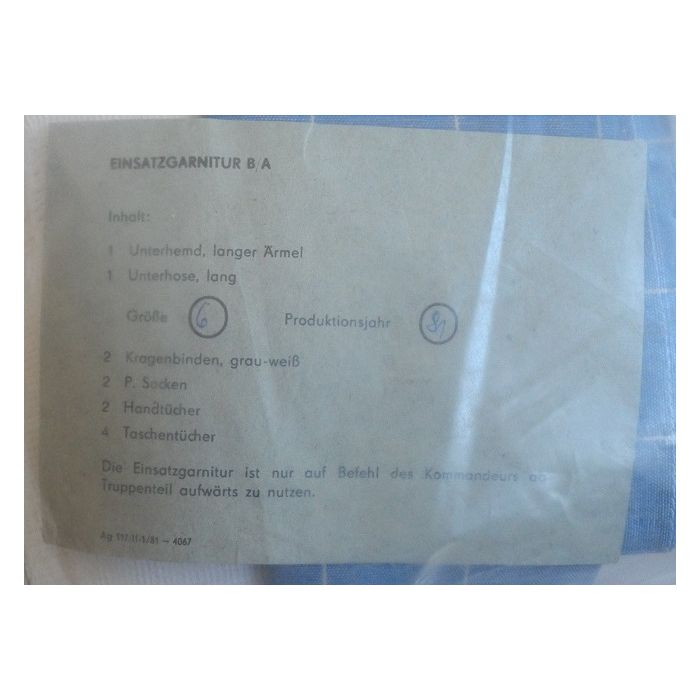 EINSATZGARNITUR B/A
Inhalt:
1 Unterhemd, langer Ärmel
1 Unterhose, lang
Größe 6 Produktionsjahr 81
2 Kragenbinden, grau-weiß
2 P. Socken
2 Handtücher
4 Taschentücher
Die Einsatzgarnitur ist nur auf Befehl des Kommandeurs ab
Truppenteil aufwärts zu nutzen.
Ag 117/II-1/81 – 4067